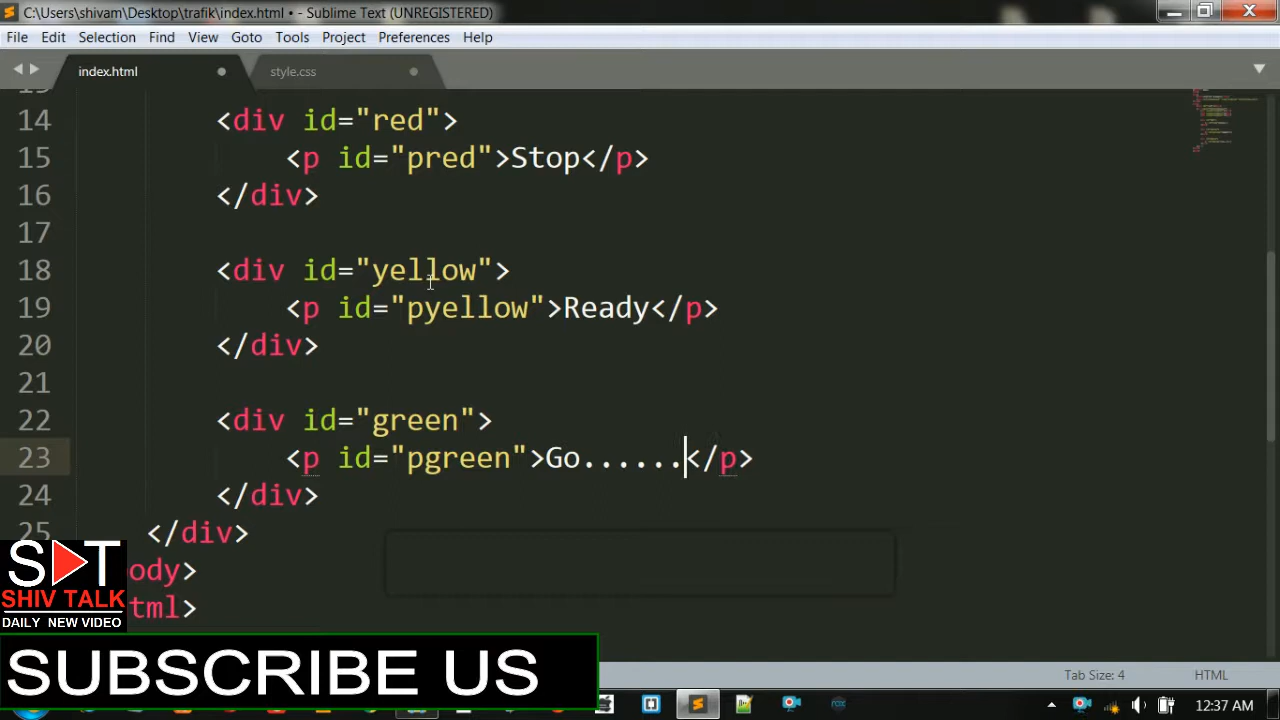 C:\Users\shivam\Desktop\trafik\index.html • - Sublime Text (UNREGISTERED)
File Edit Selection Find View Goto Tools Project Preferences Help
index.html style.css
14 <div id="red">
15 <p id="pred">Stop</p>
16 </div>
17
18 <div id="yellow">
19 <p id="pyellow">Ready</p>
20 </div>
21
22 <div id="green">
23 <p id="pgreen">Go......</p>
24 </div>
25 </div>
ody>
tml>
SHIV TALK
DAILY NEW VIDEO
SUBSCRIBE US
Tab Size: 4 HTML
12:37 AM